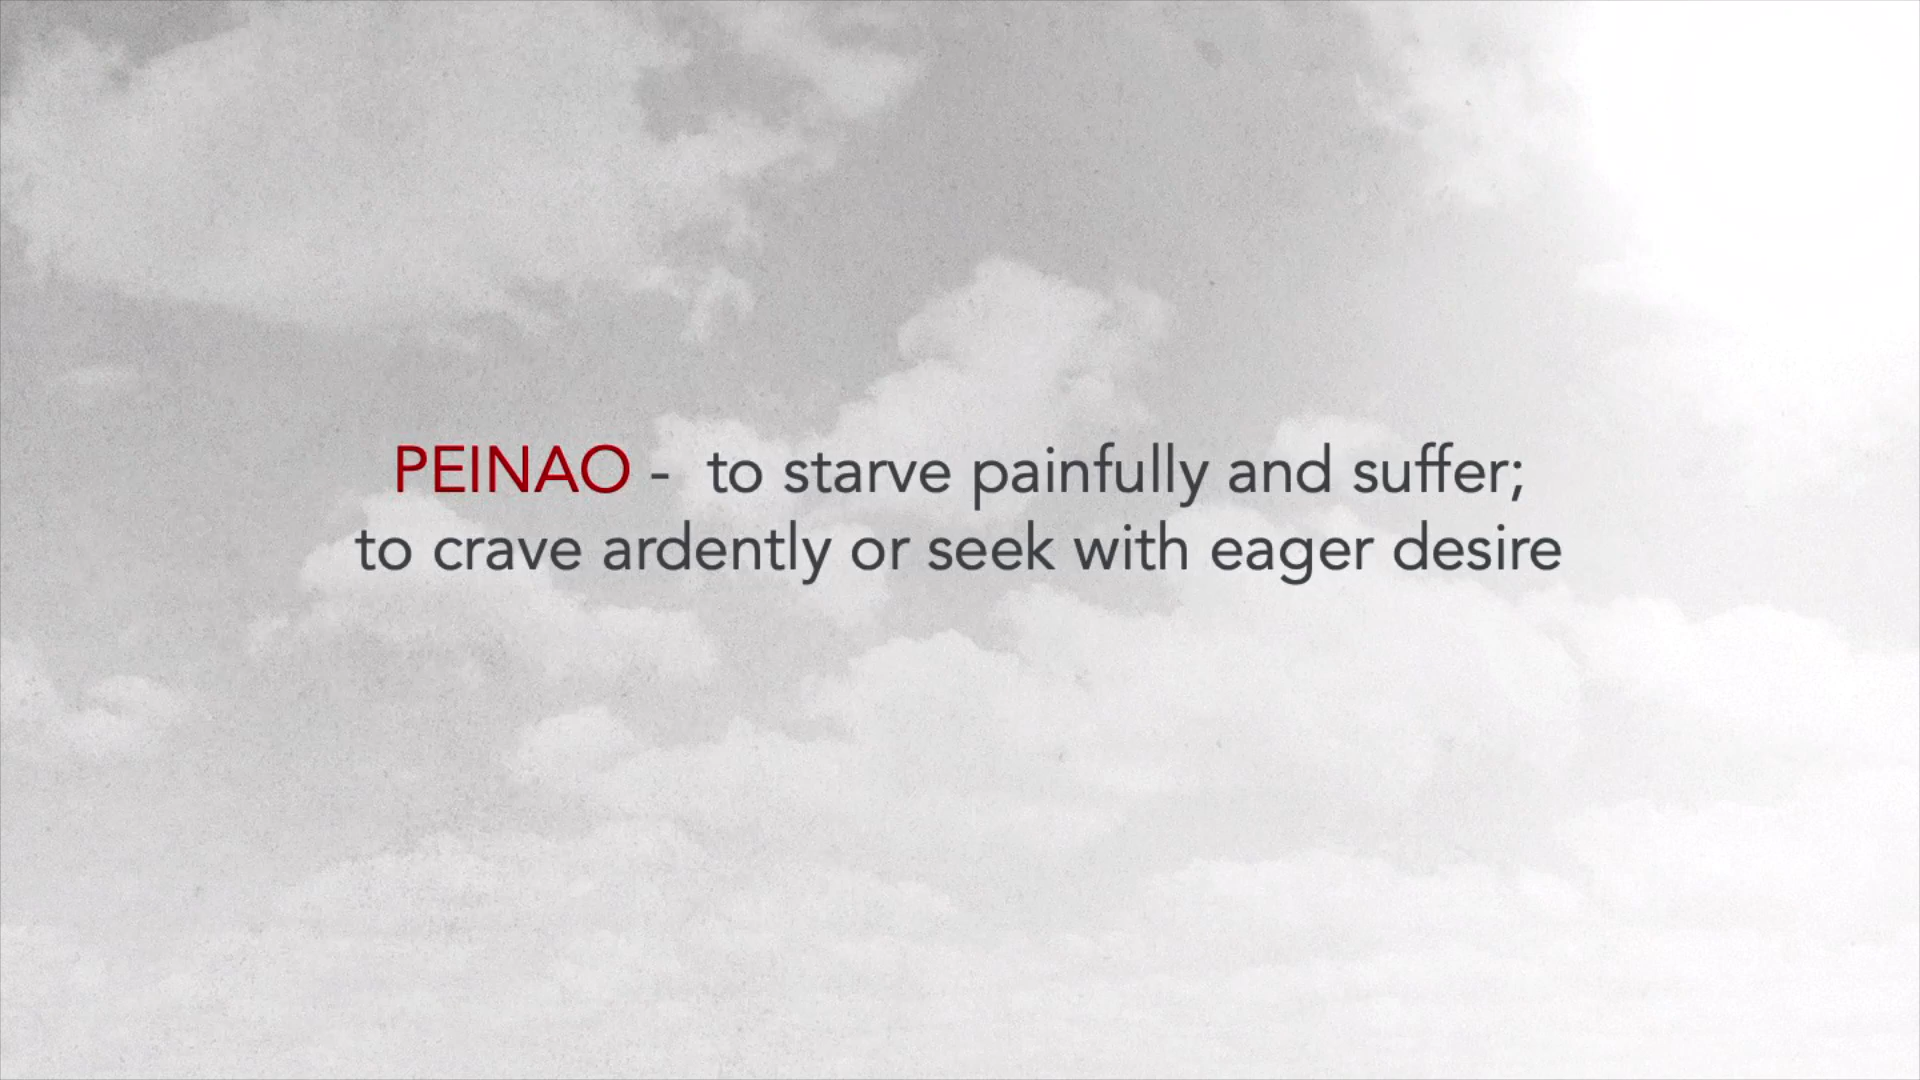 PEINAO -  to starve painfully and suffer;
to crave ardently or seek with eager desire